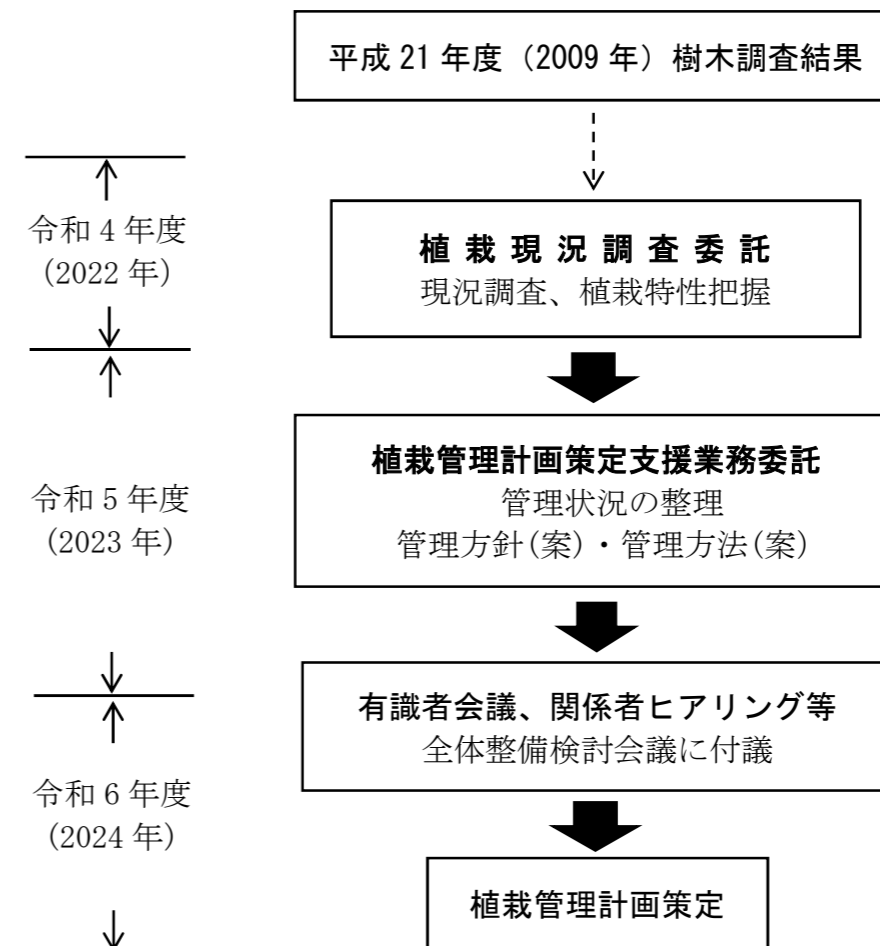 平成 21 年度（2009 年）樹木調査結果
令和 4 年度
（2022 年）
植栽現況調査委託
現況調査、植栽特性把握
令和 5 年度
（2023 年）
植栽管理計画策定支援業務委託
管理状況の整理
管理方針(案)・管理方法(案)
有識者会議、関係者ヒアリング等
全体整備検討会議に付議
令和 6 年度
（2024 年）
植栽管理計画策定